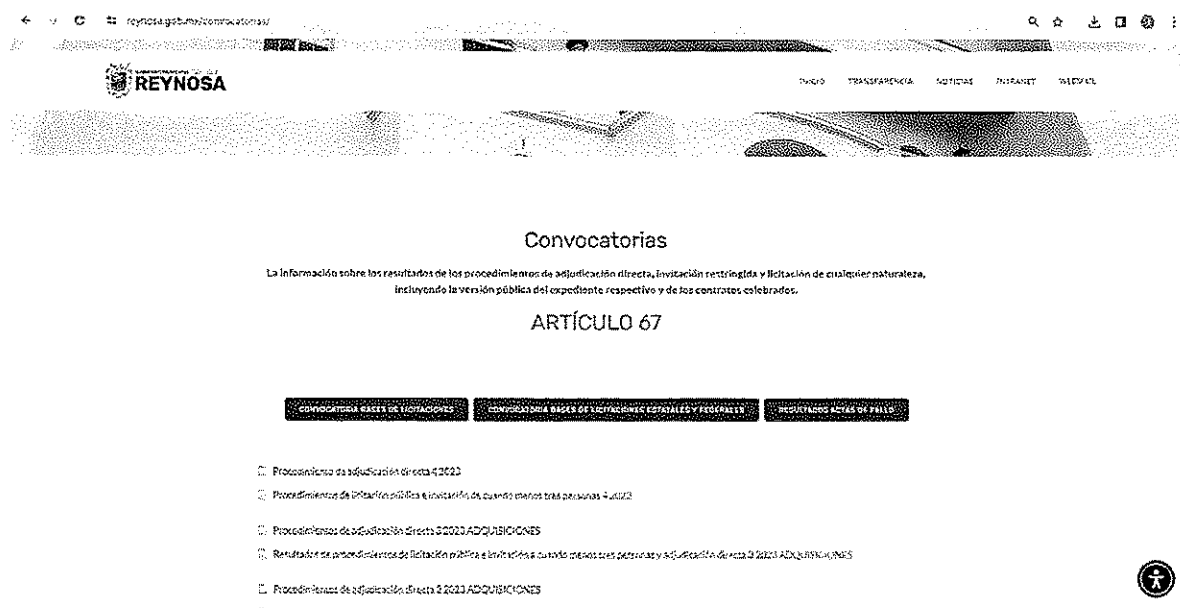 reynosa.gob.mx/convocatorias/
REYNOSA
INICIO TRANSPARENCIA NOTICIAS INTRANET WEBMAIL
Convocatorias
La información sobre los resultados de los procedimientos de adjudicación directa, invitación restringida y licitación de cualquier naturaleza,
incluyendo la versión pública del expediente respectivo y de los contratos celebrados.
ARTÍCULO 67
CONVOCATORIA BASES DE LICITACIONES CONVOCATORIA BASES DE LICITACIONES ESTATALES Y FEDERALES RESULTADOS ACTAS DE FALLO
Procedimiento de adjudicación directa 4 2023
Procedimientos de licitación pública e invitación de cuando menos tres personas 4 2023
Procedimientos de adjudicación directa 3 2023 ADQUISICIONES
Resultados de procedimientos de licitación pública e invitación a cuando menos tres personas y adjudicación directa 3 2023 ADQUISICIONES
Procedimientos de adjudicación directa 2 2023 ADQUISICIONES